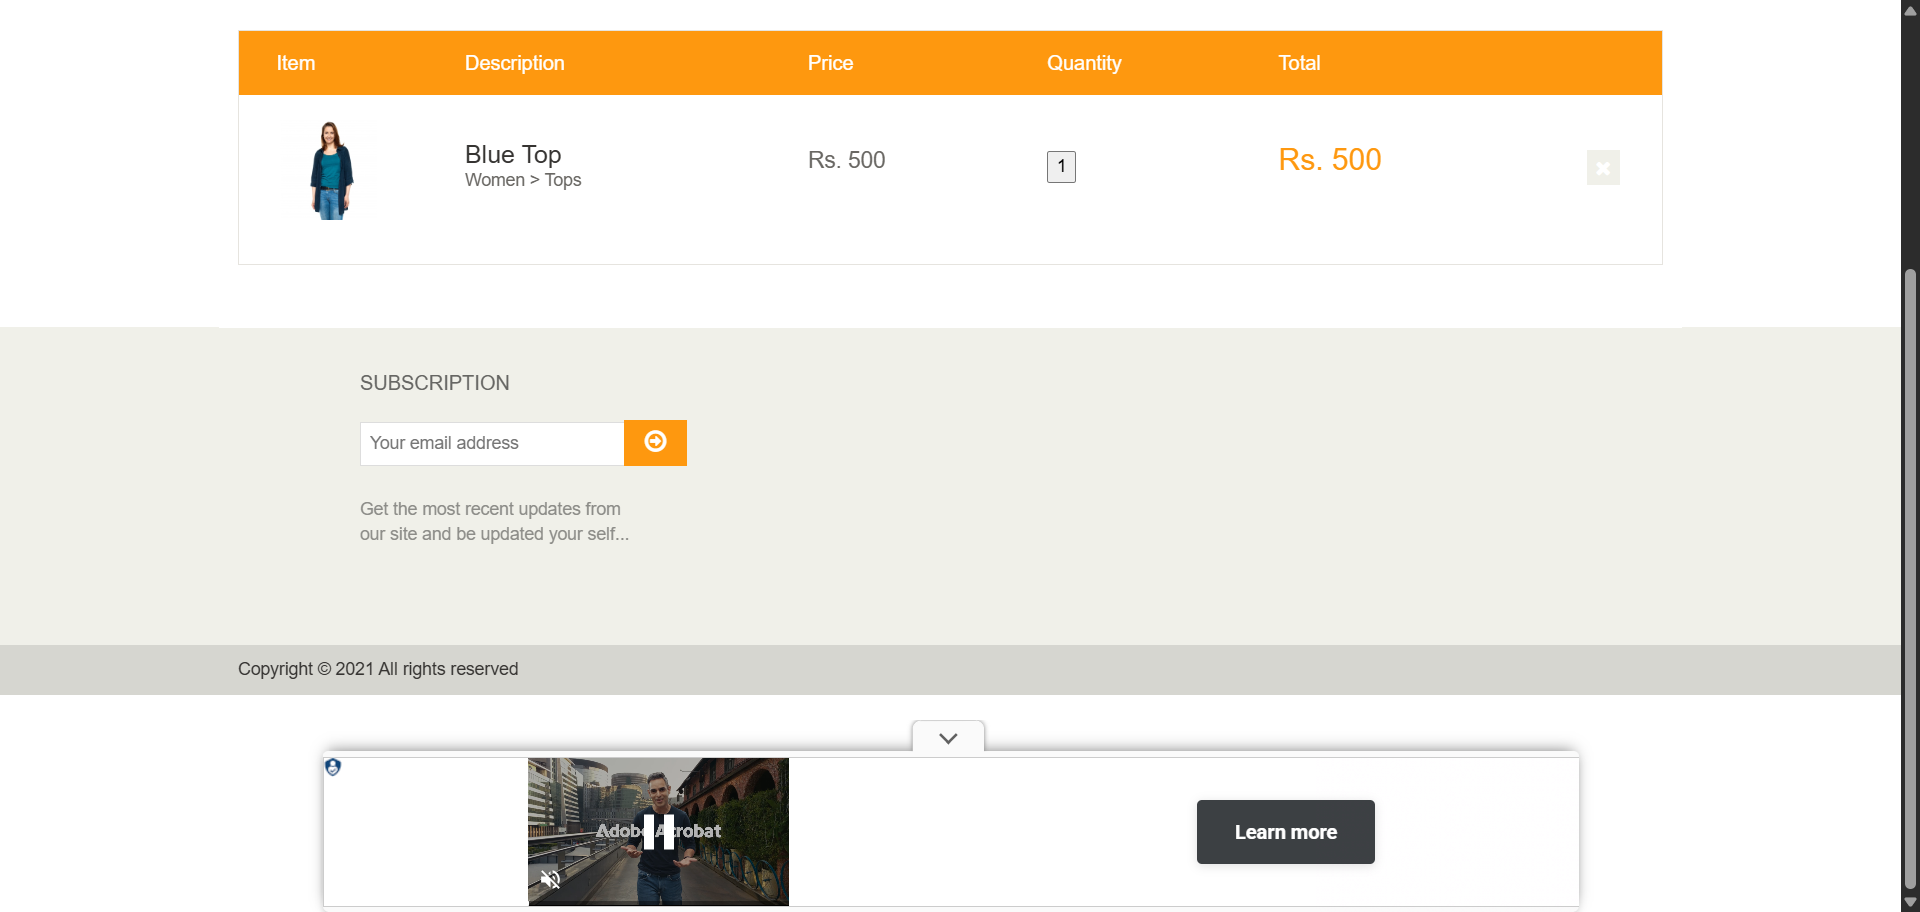 Item Description Price Quantity Total
Blue Top
Women > Tops
Rs. 500
1
Rs. 500
SUBSCRIPTION
Your email address
Get the most recent updates from
our site and be updated your self...
Copyright © 2021 All rights reserved
Adobe Acrobat
Learn more